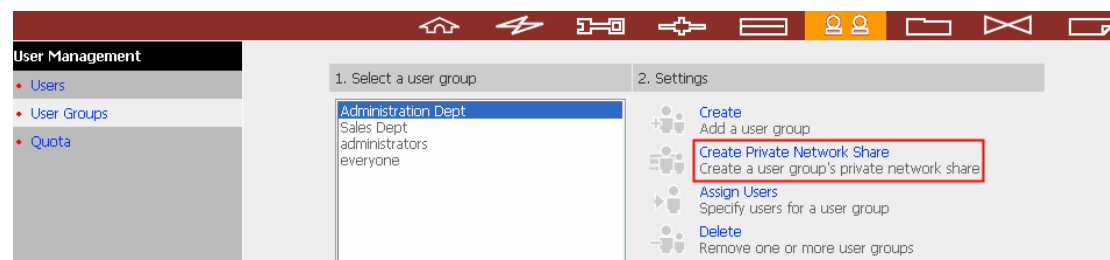 User Management
Users
User Groups
Quota
1. Select a user group
Administration Dept
Sales Dept
administrators
everyone
2. Settings
Create
Add a user group
Create Private Network Share
Create a user group's private network share
Assign Users
Specify users for a user group
Delete
Remove one or more user groups